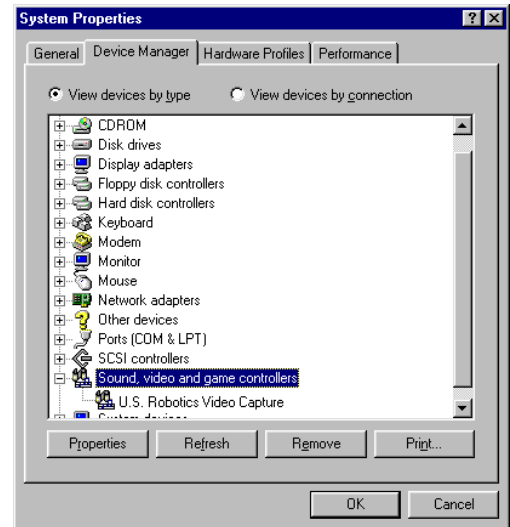 System Properties
General Device Manager Hardware Profiles Performance
View devices by type View devices by connection
CDROM
Disk drives
Display adapters
Floppy disk controllers
Hard disk controllers
Keyboard
Modem
Monitor
Mouse
Network adapters
Other devices
Ports (COM & LPT)
SCSI controllers
Sound, video and game controllers
U.S. Robotics Video Capture
System devices
Properties Refresh Remove Print...
OK Cancel